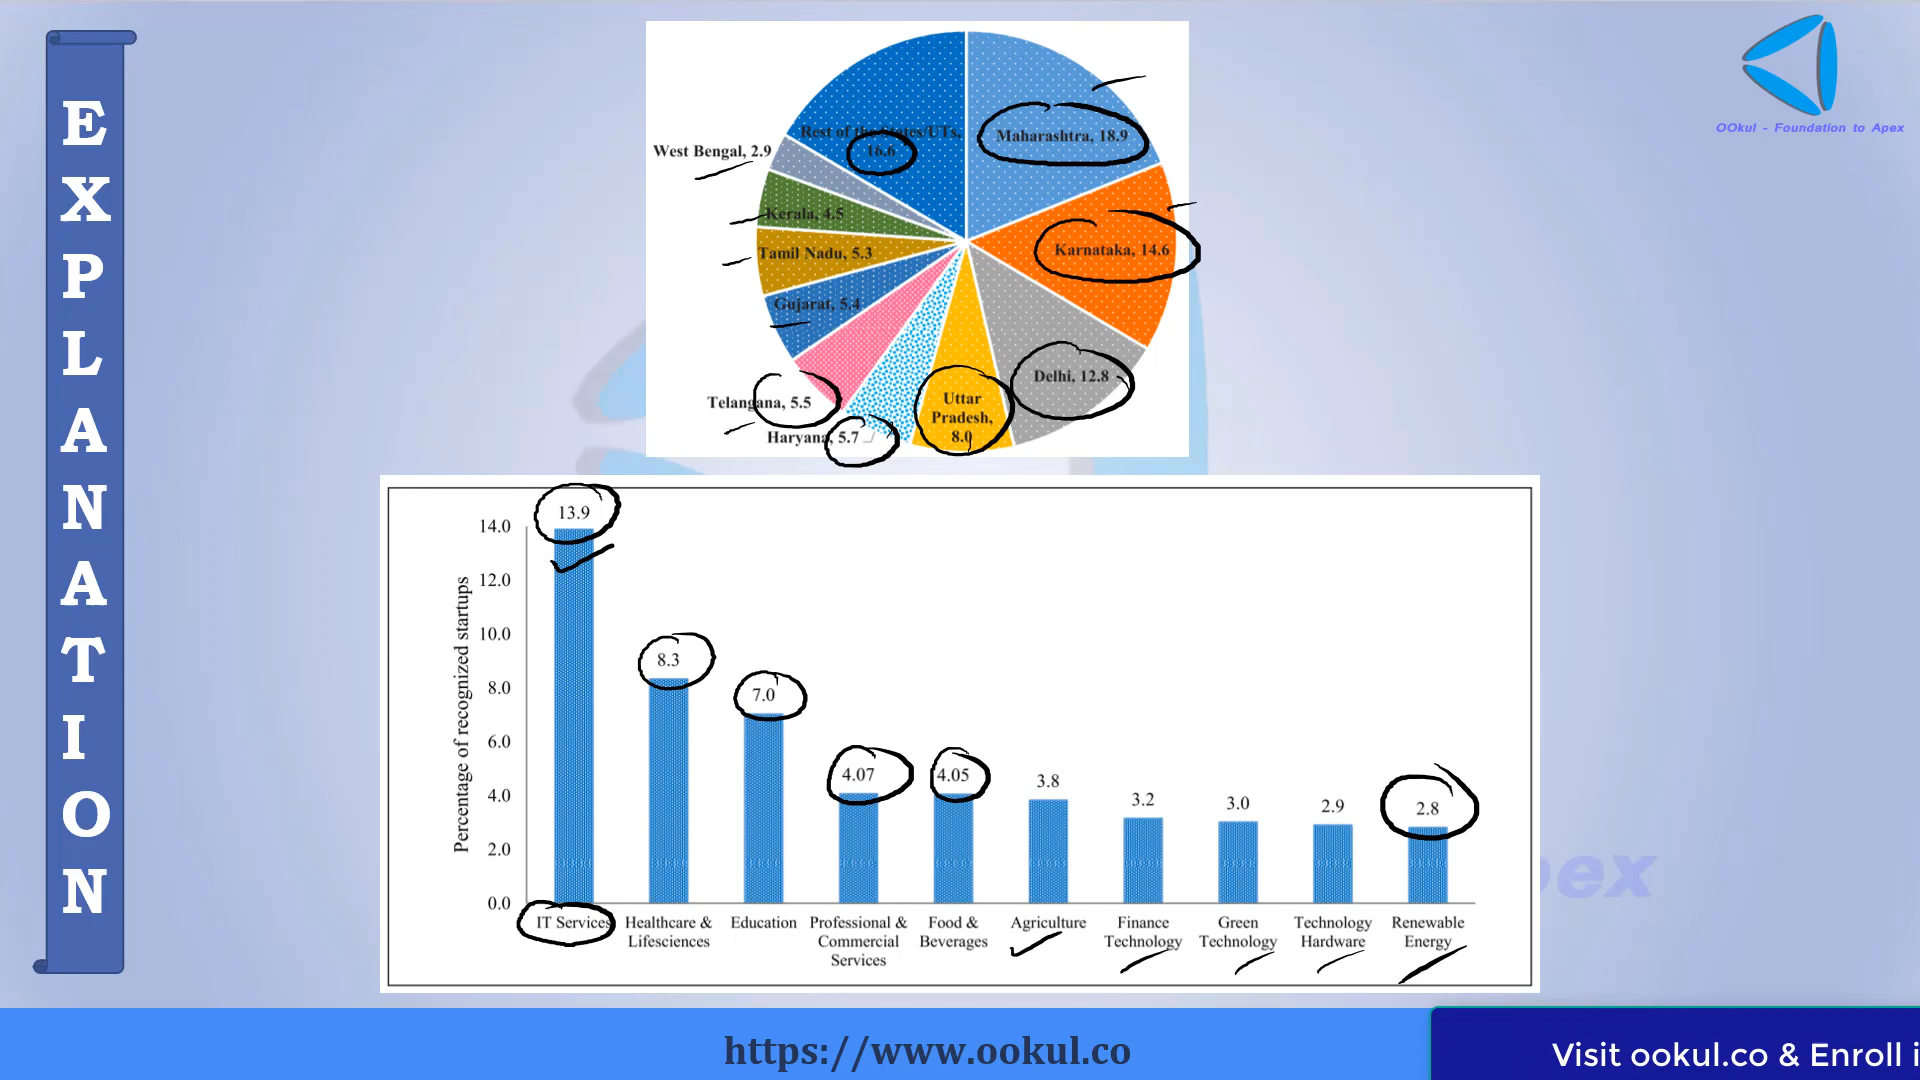 EXPLANATION
OOkul - Foundation to Apex
Rest of the States/UTs,
16.6
Maharashtra, 18.9
West Bengal, 2.9
Kerala, 4.5
Karnataka, 14.6
Tamil Nadu, 5.3
Gujarat, 5.4
Delhi, 12.8
Telangana, 5.5
Uttar
Pradesh,
8.0
Haryana, 5.7
Percentage of recognized startups
14.0
12.0
10.0
8.0
6.0
4.0
2.0
0.0
13.9
8.3
7.0
4.07
4.05
3.8
3.2
3.0
2.9
2.8
IT Services
Healthcare &
Lifesciences
Education
Professional &
Commercial
Services
Food &
Beverages
Agriculture
Finance
Technology
Green
Technology
Technology
Hardware
Renewable
Energy
https://www.ookul.co
Visit ookul.co & Enroll i